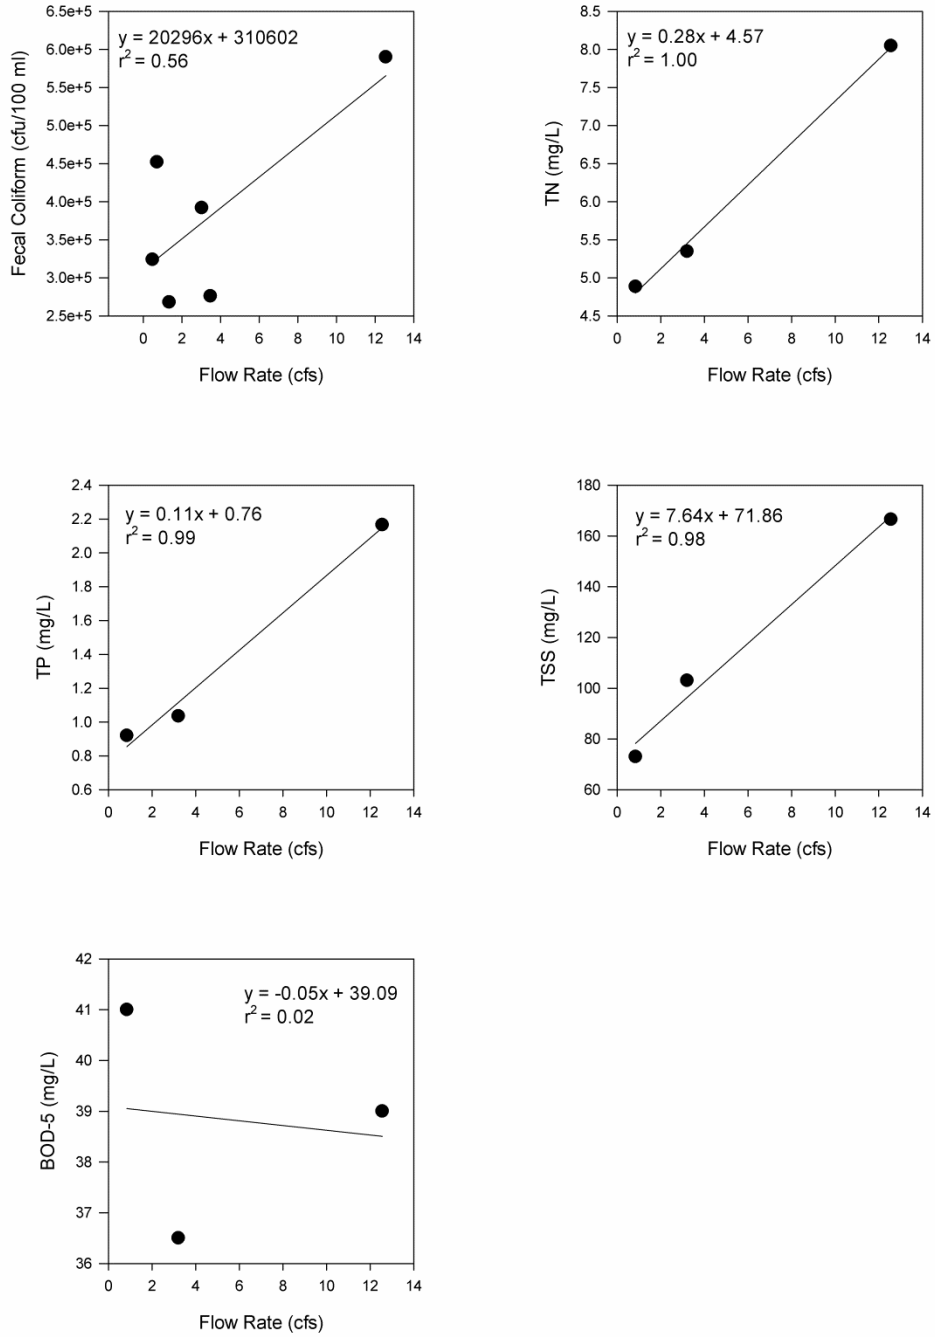 y = 20296x + 310602
r² = 0.56
6.5e+5
6.0e+5
5.5e+5
5.0e+5
4.5e+5
4.0e+5
3.5e+5
3.0e+5
2.5e+5
Fecal Coliform (cfu/100 ml)
0 2 4 6 8 10 12 14
Flow Rate (cfs)
y = 0.28x + 4.57
r² = 1.00
8.5
8.0
7.5
7.0
6.5
6.0
5.5
5.0
4.5
TN (mg/L)
0 2 4 6 8 10 12 14
Flow Rate (cfs)
y = 0.11x + 0.76
r² = 0.99
2.4
2.2
2.0
1.8
1.6
1.4
1.2
1.0
0.8
0.6
TP (mg/L)
0 2 4 6 8 10 12 14
Flow Rate (cfs)
y = 7.64x + 71.86
r² = 0.98
180
160
140
120
100
80
60
TSS (mg/L)
0 2 4 6 8 10 12 14
Flow Rate (cfs)
y = -0.05x + 39.09
r² = 0.02
42
41
40
39
38
37
36
BOD-5 (mg/L)
0 2 4 6 8 10 12 14
Flow Rate (cfs)